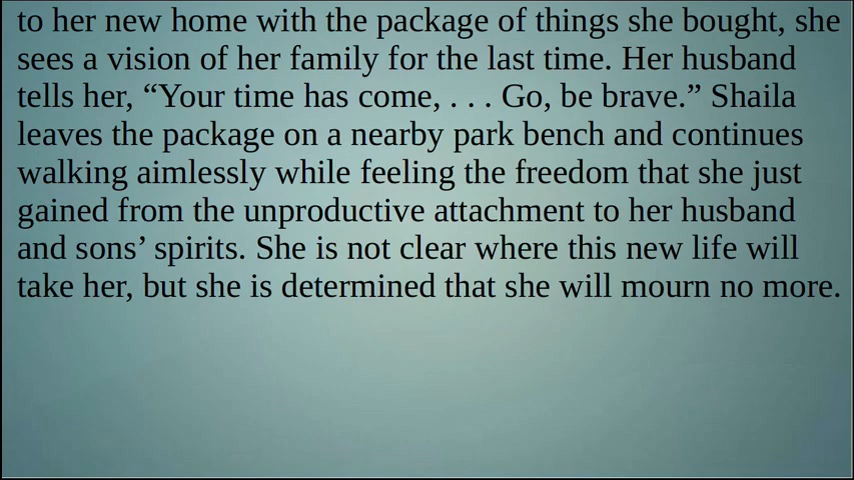 to her new home with the package of things she bought, she
sees a vision of her family for the last time. Her husband
tells her, “Your time has come, . . . Go, be brave.” Shaila
leaves the package on a nearby park bench and continues
walking aimlessly while feeling the freedom that she just
gained from the unproductive attachment to her husband
and sons’ spirits. She is not clear where this new life will
take her, but she is determined that she will mourn no more.